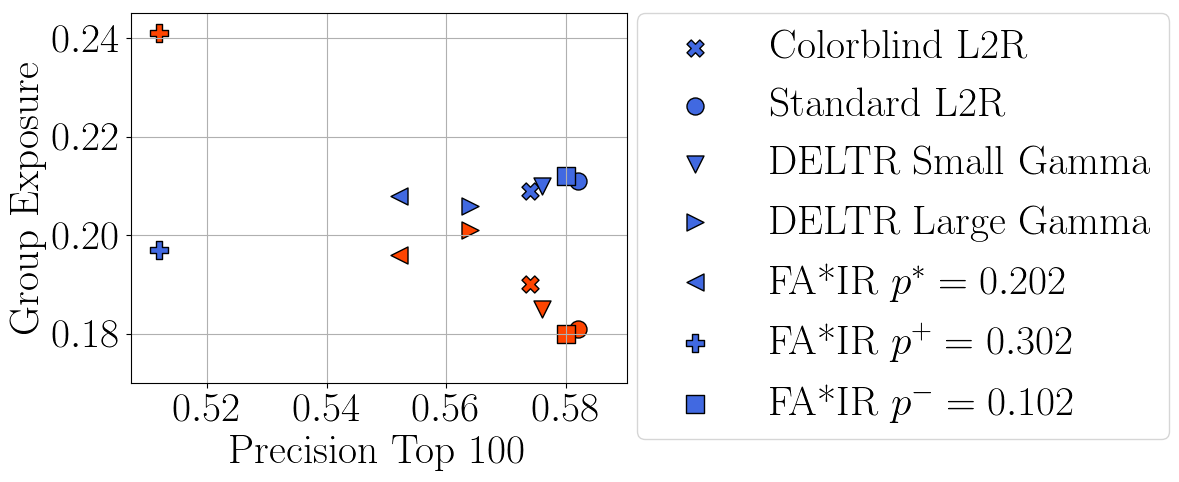 0.24
0.22
0.20
0.18
Group Exposure
0.52 0.54 0.56 0.58
Precision Top 100
Colorblind L2R
Standard L2R
DELTR Small Gamma
DELTR Large Gamma
FA*IR p* = 0.202
FA*IR p⁺ = 0.302
FA*IR p⁻ = 0.102